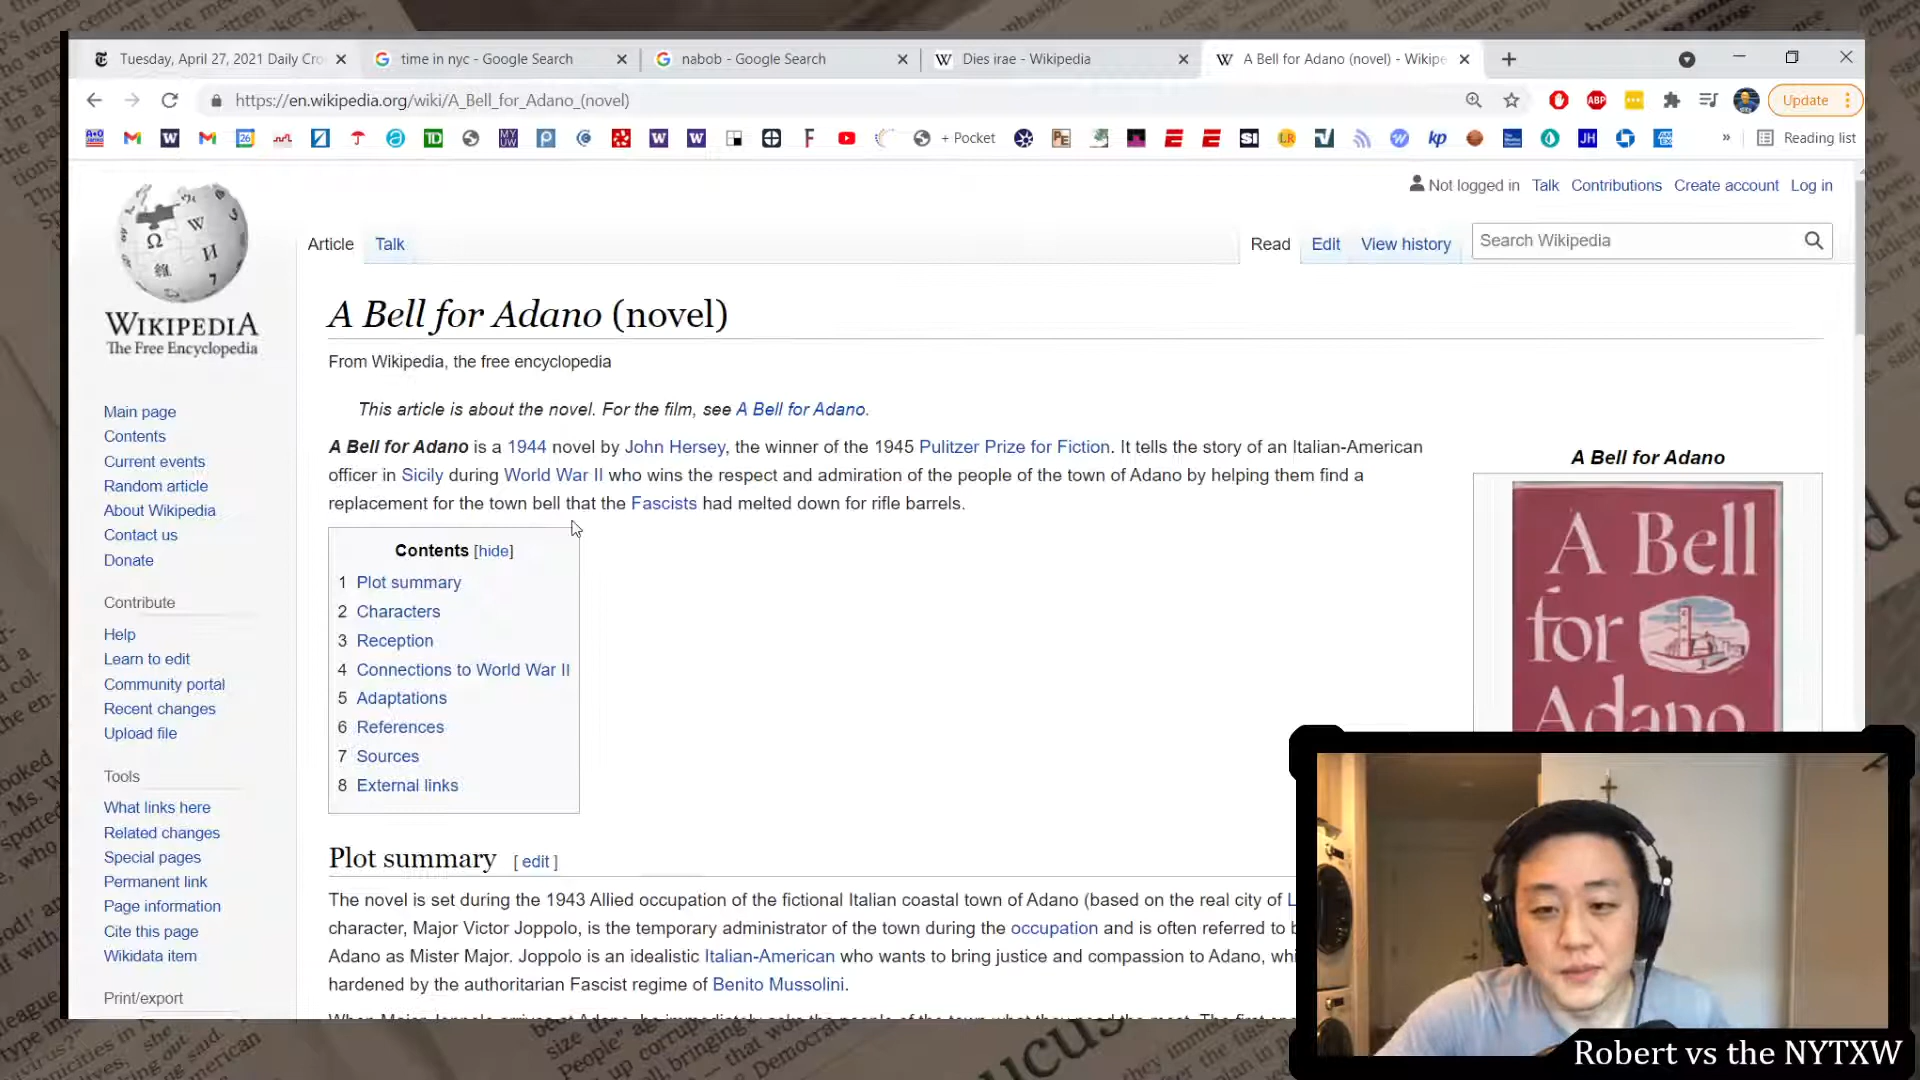 Tuesday, April 27, 2021 Daily Cro
time in nyc - Google Search
nabob - Google Search
Dies irae - Wikipedia
A Bell for Adano (novel) - Wikipe
https://en.wikipedia.org/wiki/A_Bell_for_Adano_(novel)
ABP
Update
26
TD
MY UW
+ Pocket
PE
SI
LR
kp
JH
»
Reading list
Not logged in Talk Contributions Create account Log in
Article Talk
Read Edit View history
Search Wikipedia
WIKIPEDIA
The Free Encyclopedia
A Bell for Adano (novel)
From Wikipedia, the free encyclopedia
This article is about the novel. For the film, see A Bell for Adano.
A Bell for Adano is a 1944 novel by John Hersey, the winner of the 1945 Pulitzer Prize for Fiction. It tells the story of an Italian-American
officer in Sicily during World War II who wins the respect and admiration of the people of the town of Adano by helping them find a
replacement for the town bell that the Fascists had melted down for rifle barrels.
Contents [hide]
1 Plot summary
2 Characters
3 Reception
4 Connections to World War II
5 Adaptations
6 References
7 Sources
8 External links
Plot summary [ edit ]
The novel is set during the 1943 Allied occupation of the fictional Italian coastal town of Adano (based on the real city of L
character, Major Victor Joppolo, is the temporary administrator of the town during the occupation and is often referred to b
Adano as Mister Major. Joppolo is an idealistic Italian-American who wants to bring justice and compassion to Adano, whi
hardened by the authoritarian Fascist regime of Benito Mussolini.
A Bell for Adano
A Bell
for
Adano
Main page
Contents
Current events
Random article
About Wikipedia
Contact us
Donate
Contribute
Help
Learn to edit
Community portal
Recent changes
Upload file
Tools
What links here
Related changes
Special pages
Permanent link
Page information
Cite this page
Wikidata item
Print/export
Robert vs the NYTXW